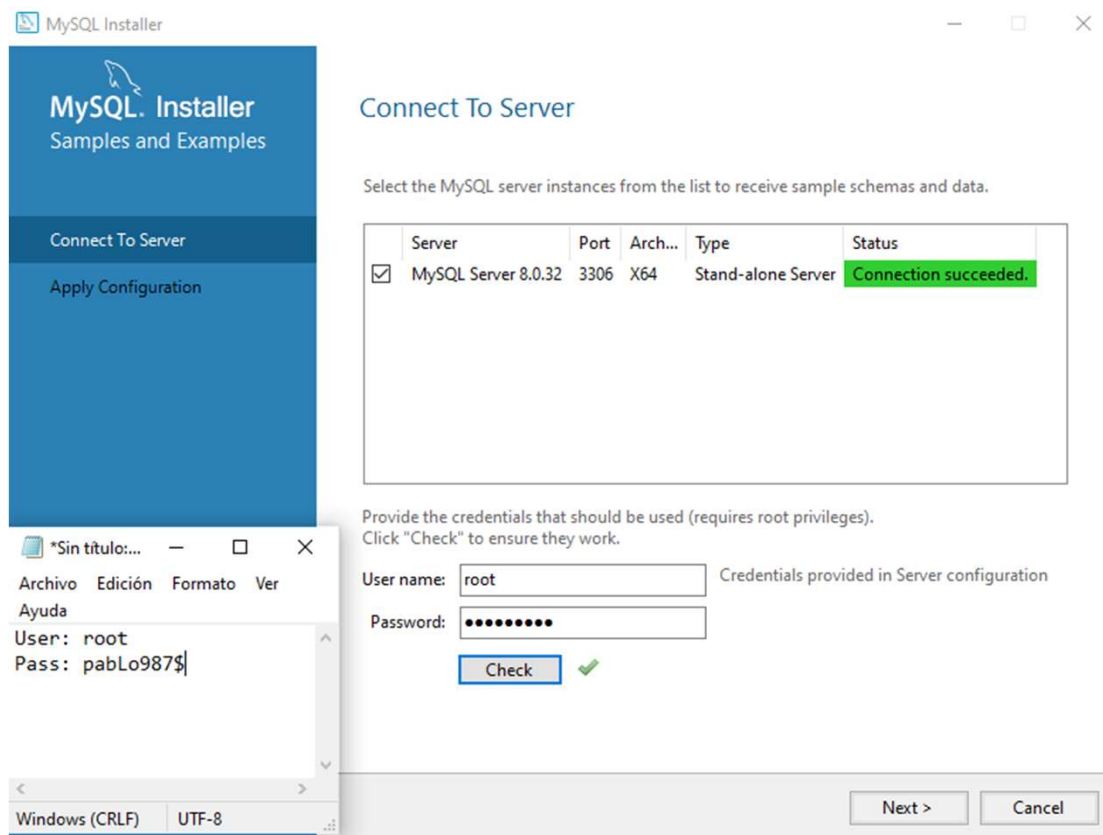 MySQL Installer
MySQL. Installer
Samples and Examples
Connect To Server
Apply Configuration
Connect To Server
Select the MySQL server instances from the list to receive sample schemas and data.
Server Port Arch... Type Status
MySQL Server 8.0.32 3306 X64 Stand-alone Server Connection succeeded.
Provide the credentials that should be used (requires root privileges).
Click "Check" to ensure they work.
User name: root Credentials provided in Server configuration
Password: ●●●●●●●●●
Check
Next > Cancel
*Sin título:...
Archivo Edición Formato Ver
Ayuda
User: root
Pass: pabLo987$
Windows (CRLF) UTF-8